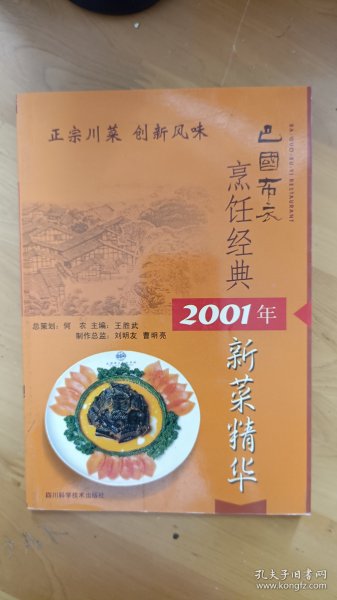 正宗川菜 创新风味
巴國布衣
BA·GUO·BU·YI RESTAURANT
烹饪经典
2001年
新菜精华
总策划：何 农 主编：王胜武
制作总监：刘明友 曹明亮
四川科学技术出版社
孔夫子旧书网